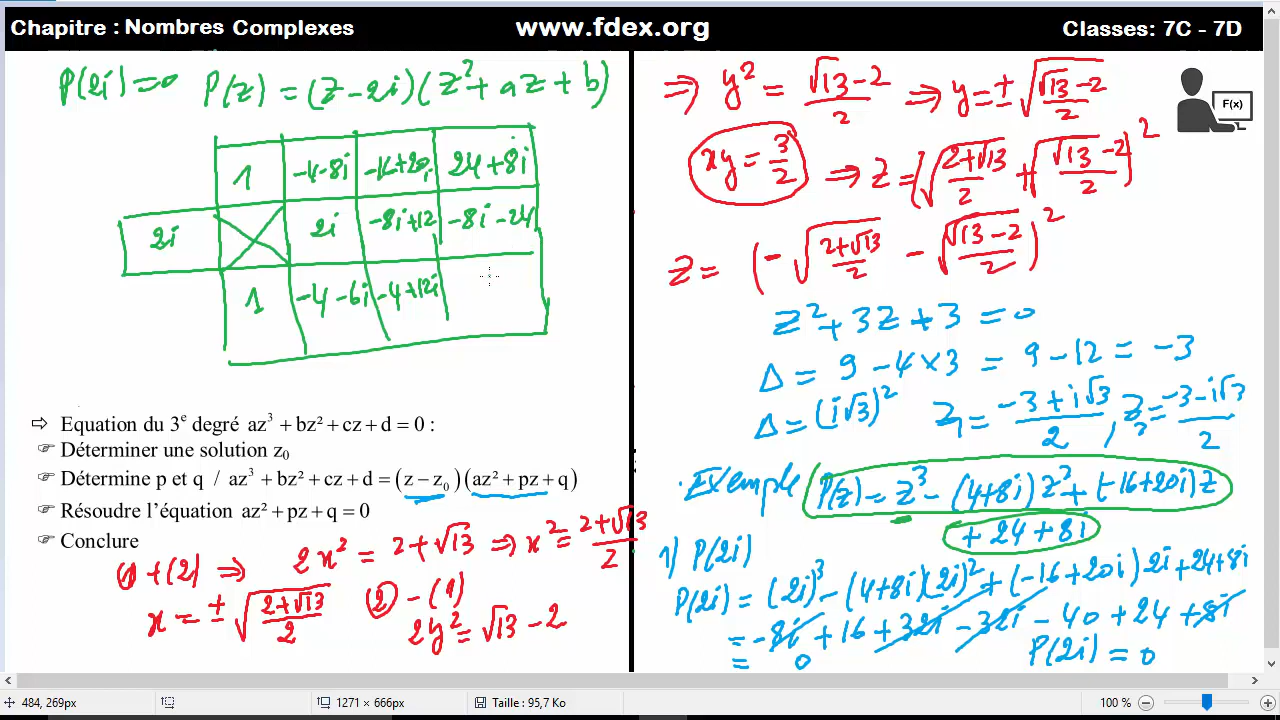 Chapitre : Nombres Complexes www.fdex.org Classes: 7C - 7D
P(2i)=0 P(z) = (z-2i)(z²+az+b)
1 -4-8i -16+20i 24+8i
2i 2i -8i+12 -8i-24
1 -4-6i -4+12i
⇨ Equation du 3e degré az³ + bz² + cz + d = 0 :
☞ Déterminer une solution z₀
☞ Détermine p et q / az³ + bz² + cz + d = (z − z₀)(az² + pz + q)
☞ Résoudre l'équation az² + pz + q = 0
☞ Conclure
(1)+(2) ⇒ 2x² = 2+√13 ⇒ x² = (2+√13)/2
x = ± √((2+√13)/2) (2) - (1)
2y² = √13 - 2
⇒ y² = (√13-2)/2 ⇒ y = ± √((√13-2)/2)
xy = 3/2 ⇒ z = [√((2+√13)/2) + √((√13-2)/2)]²
z = (-√((2+√13)/2) - √((√13-2)/2))²
z² + 3z + 3 = 0
Δ = 9 - 4×3 = 9 - 12 = -3
Δ = (i√3)² z₁ = (-3+i√3)/2 , z₂ = (-3-i√3)/2
. Exemple P(z) = z³ - (4+8i)z² + (-16+20i)z
+ 24 + 8i
1) P(2i)
P(2i) = (2i)³ - (4+8i)(2i)² + (-16+20i)2i + 24+8i
= -8i + 16 + 32i - 32i - 40 + 24 + 8i
= 0 P(2i) = 0
F(x)
484, 269px 1271 × 666px Taille : 95,7 Ko 100 %